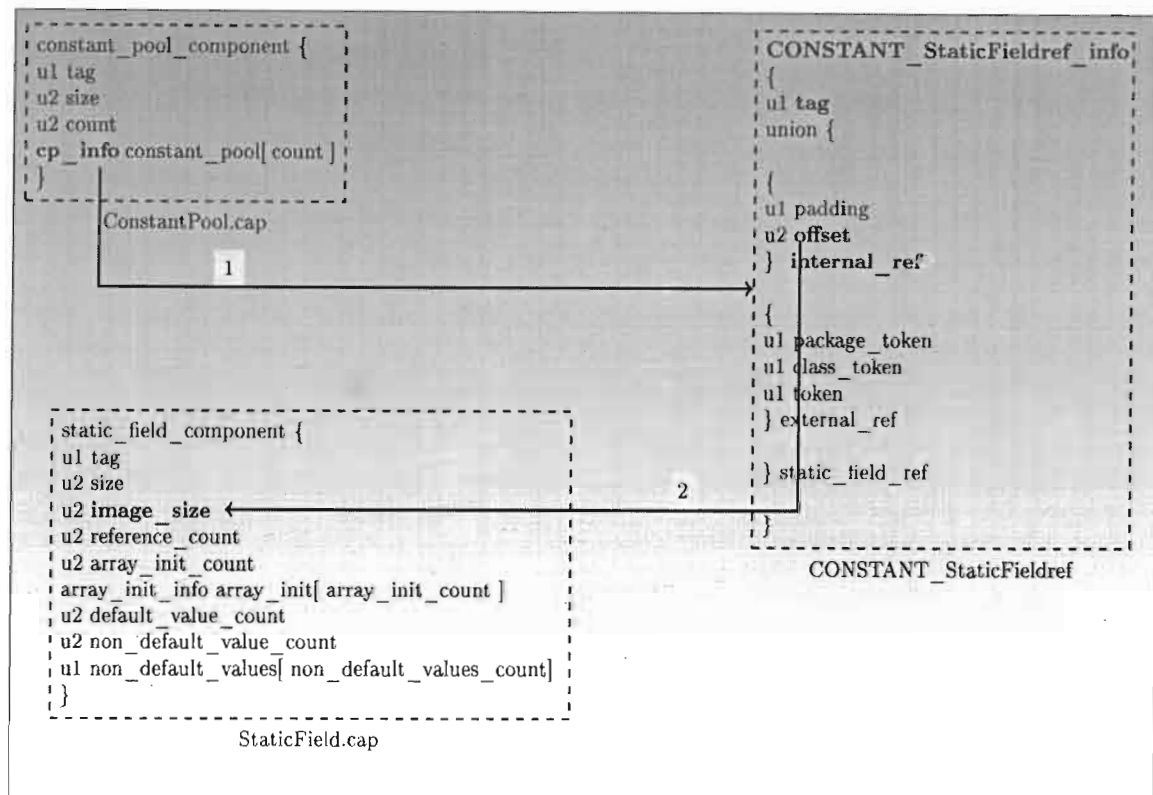 constant_pool_component {
u1 tag
u2 size
u2 count
cp_info constant_pool[ count ]
}
ConstantPool.cap
1
CONSTANT_StaticFieldref_info
{
u1 tag
union {
{
u1 padding
u2 offset
} internal_ref
{
u1 package_token
u1 class_token
u1 token
} external_ref
} static_field_ref
}
CONSTANT_StaticFieldref
2
static_field_component {
u1 tag
u2 size
u2 image_size
u2 reference_count
u2 array_init_count
array_init_info array_init[ array_init_count ]
u2 default_value_count
u2 non_default_value_count
u1 non_default_values[ non_default_values_count]
}
StaticField.cap